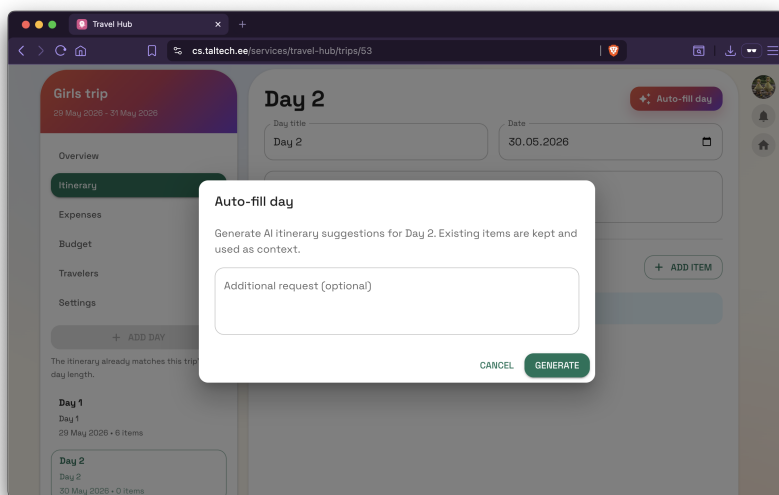 Travel Hub
cs.taltech.ee/services/travel-hub/trips/53
Girls trip
29 May 2026 - 31 May 2026
Overview
Itinerary
Expenses
Budget
Travelers
Settings
+ ADD DAY
The itinerary already matches this trip'
day length.
Day 1
Day 1
29 May 2026 • 6 items
Day 2
Day 2
30 May 2026 • 0 items
Day 2
Auto-fill day
Day title
Day 2
Date
30.05.2026
+ ADD ITEM
Auto-fill day
Generate AI itinerary suggestions for Day 2. Existing items are kept and
used as context.
Additional request (optional)
CANCEL
GENERATE